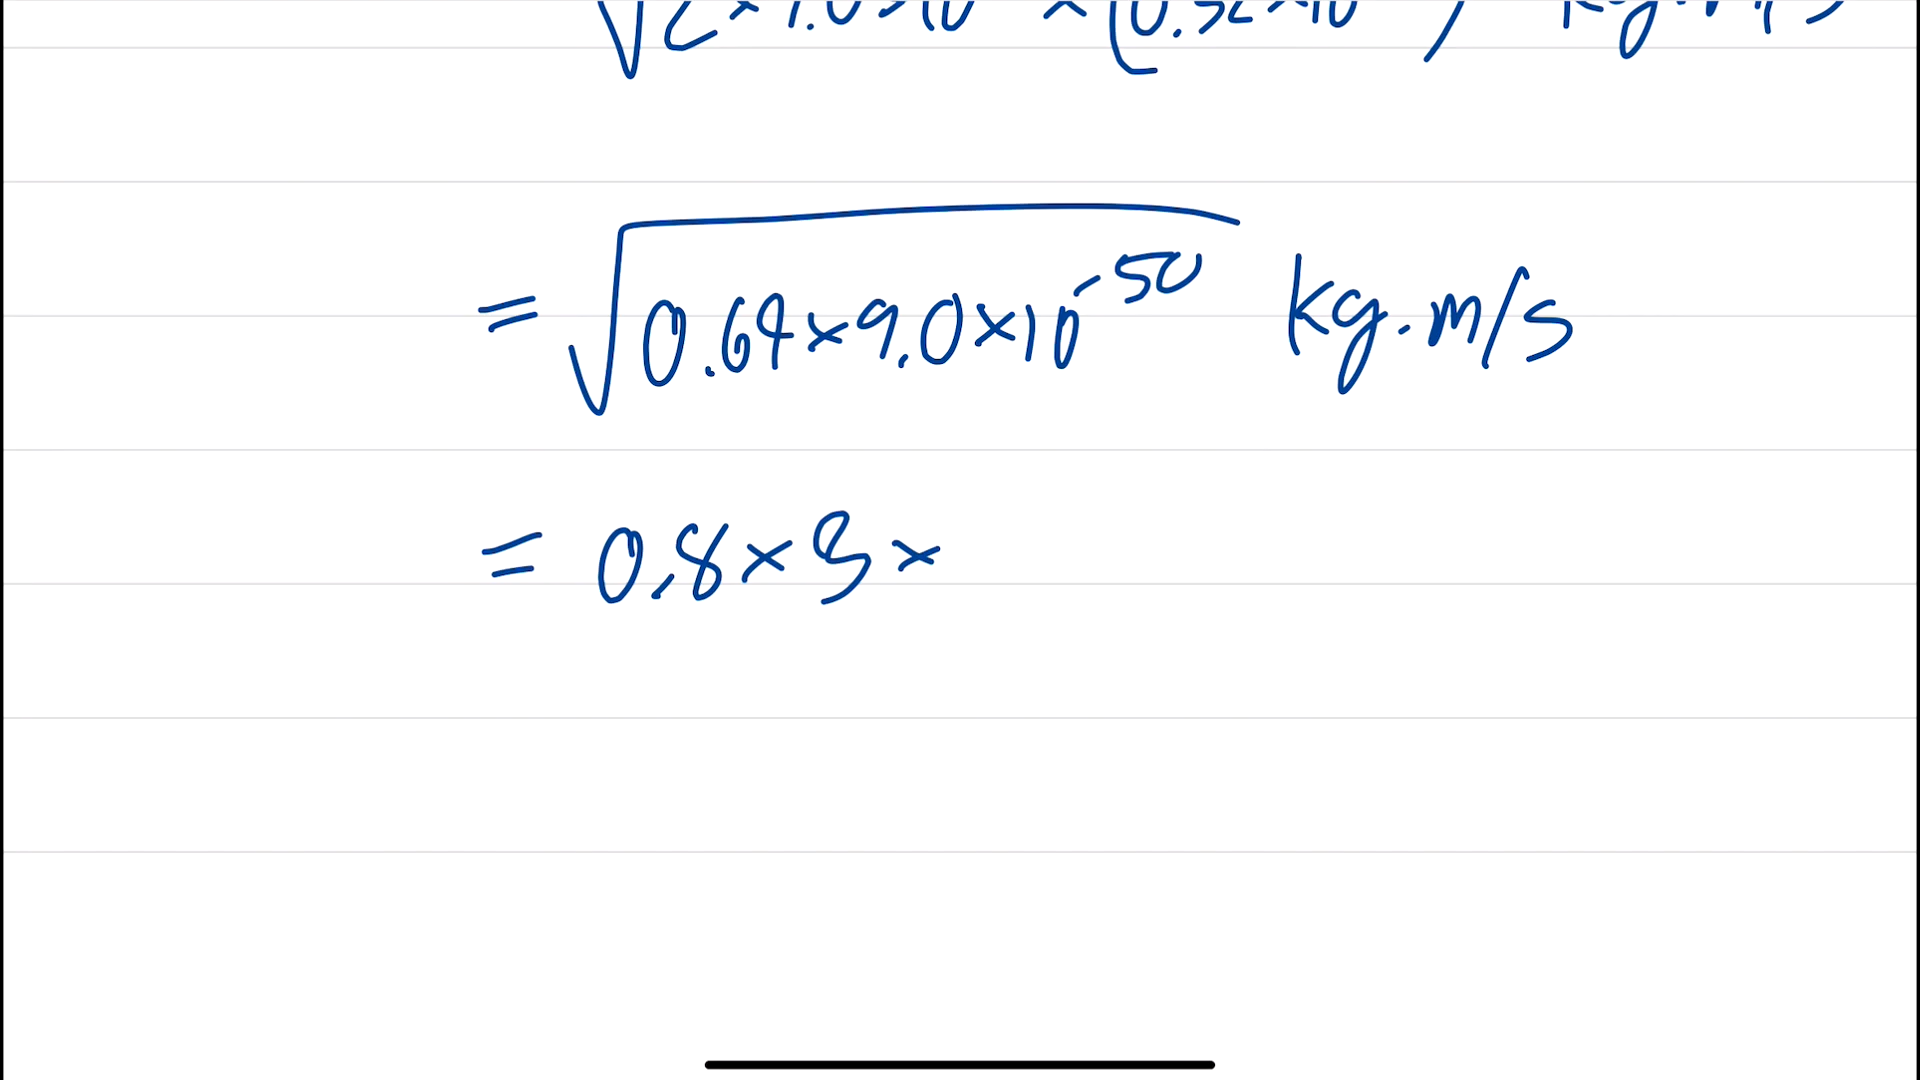 = √(0.64×9.0×10⁻⁵⁰) kg.m/s
= 0.8×3×